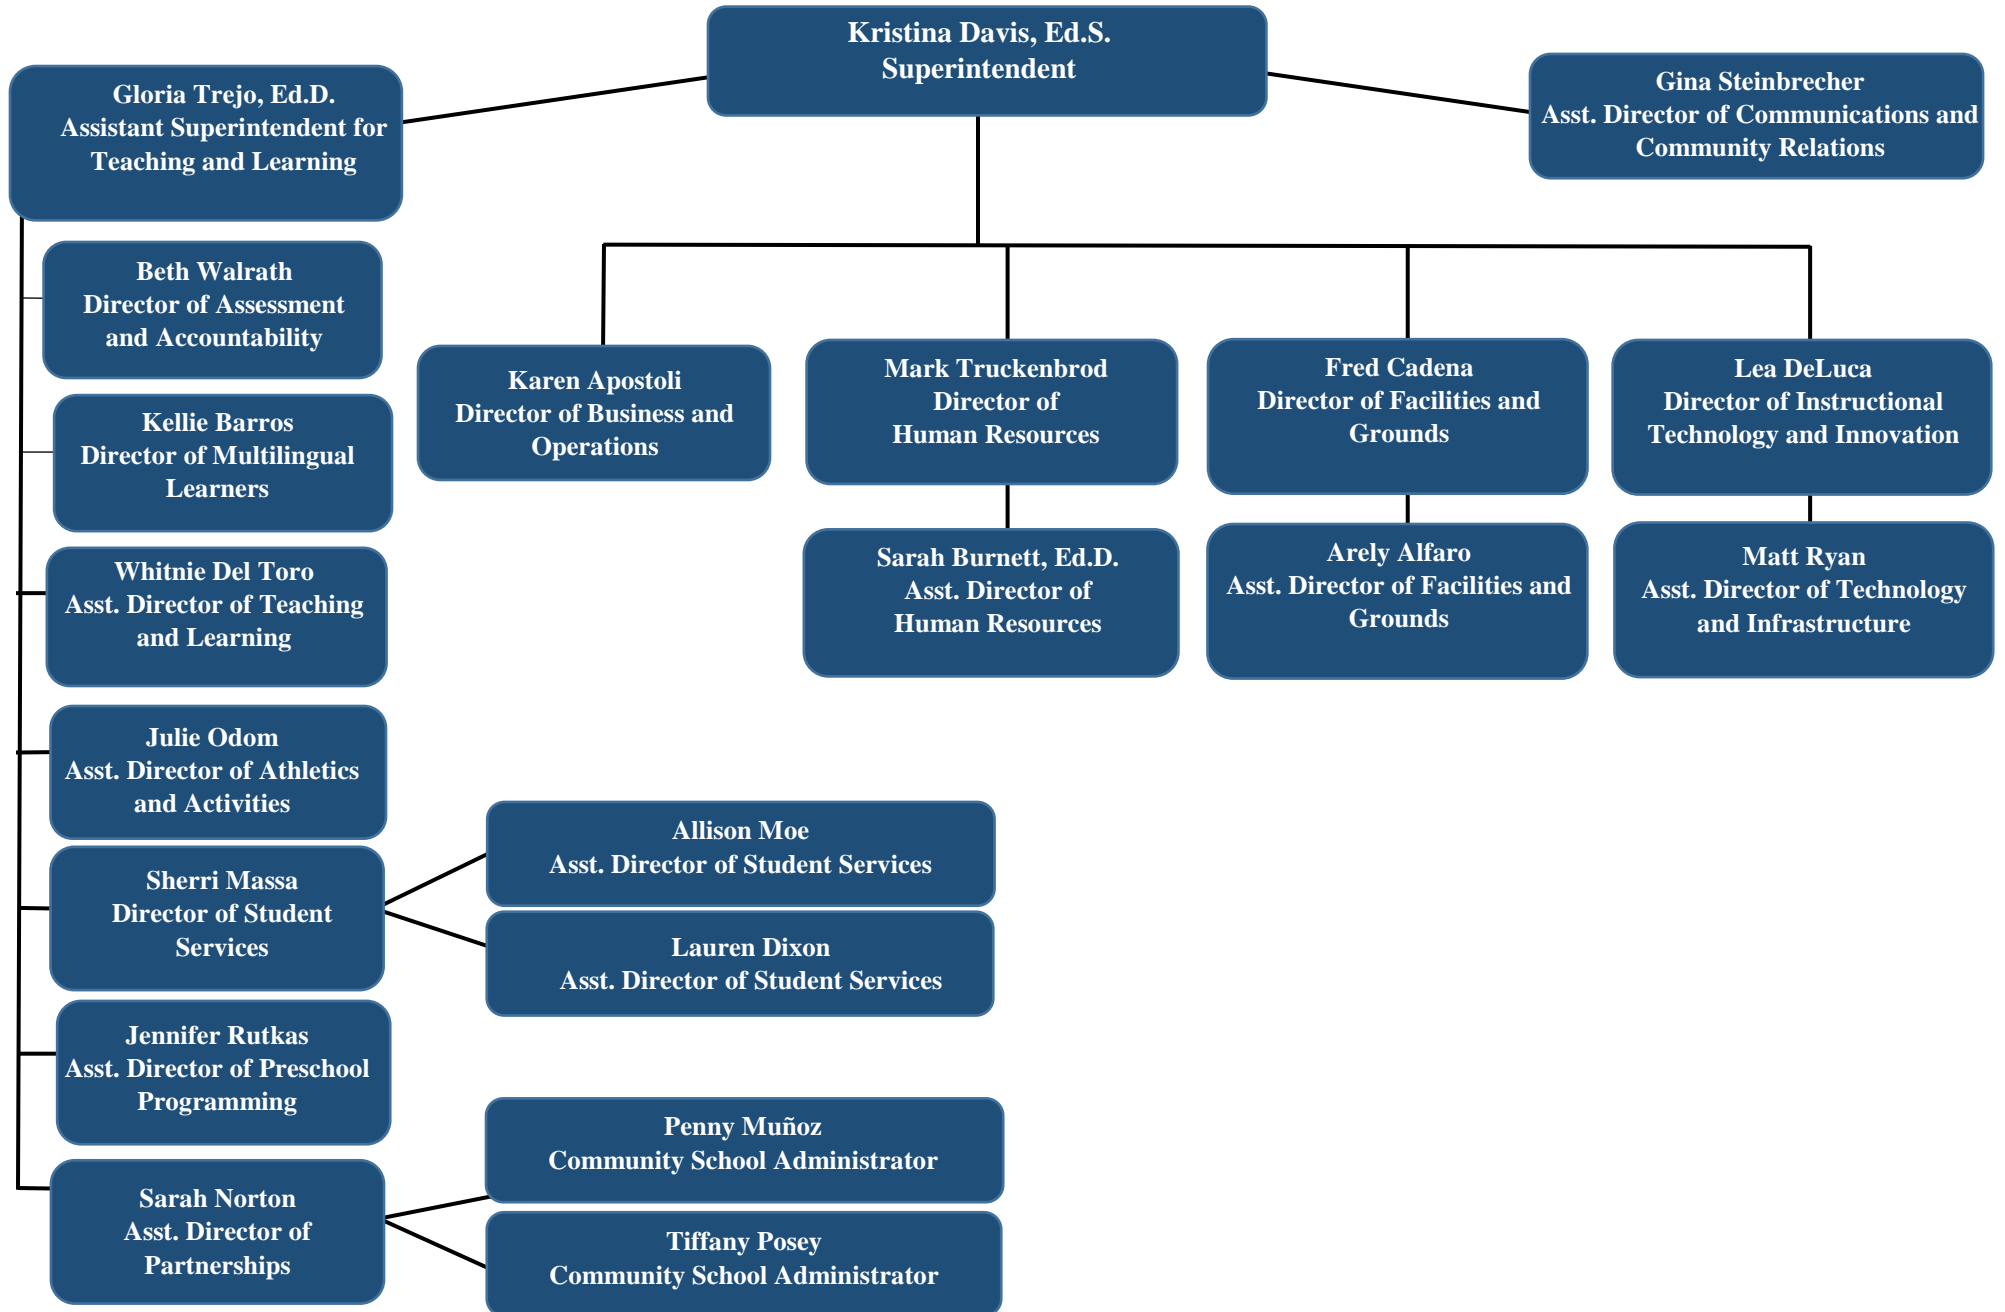 Kristina Davis, Ed.S.
Superintendent
Gloria Trejo, Ed.D.
Assistant Superintendent for
Teaching and Learning
Gina Steinbrecher
Asst. Director of Communications and
Community Relations
Beth Walrath
Director of Assessment
and Accountability
Kellie Barros
Director of Multilingual
Learners
Whitnie Del Toro
Asst. Director of Teaching
and Learning
Julie Odom
Asst. Director of Athletics
and Activities
Sherri Massa
Director of Student
Services
Jennifer Rutkas
Asst. Director of Preschool
Programming
Sarah Norton
Asst. Director of
Partnerships
Karen Apostoli
Director of Business and
Operations
Mark Truckenbrod
Director of
Human Resources
Fred Cadena
Director of Facilities and
Grounds
Lea DeLuca
Director of Instructional
Technology and Innovation
Sarah Burnett, Ed.D.
Asst. Director of
Human Resources
Arely Alfaro
Asst. Director of Facilities and
Grounds
Matt Ryan
Asst. Director of Technology
and Infrastructure
Allison Moe
Asst. Director of Student Services
Lauren Dixon
Asst. Director of Student Services
Penny Muñoz
Community School Administrator
Tiffany Posey
Community School Administrator